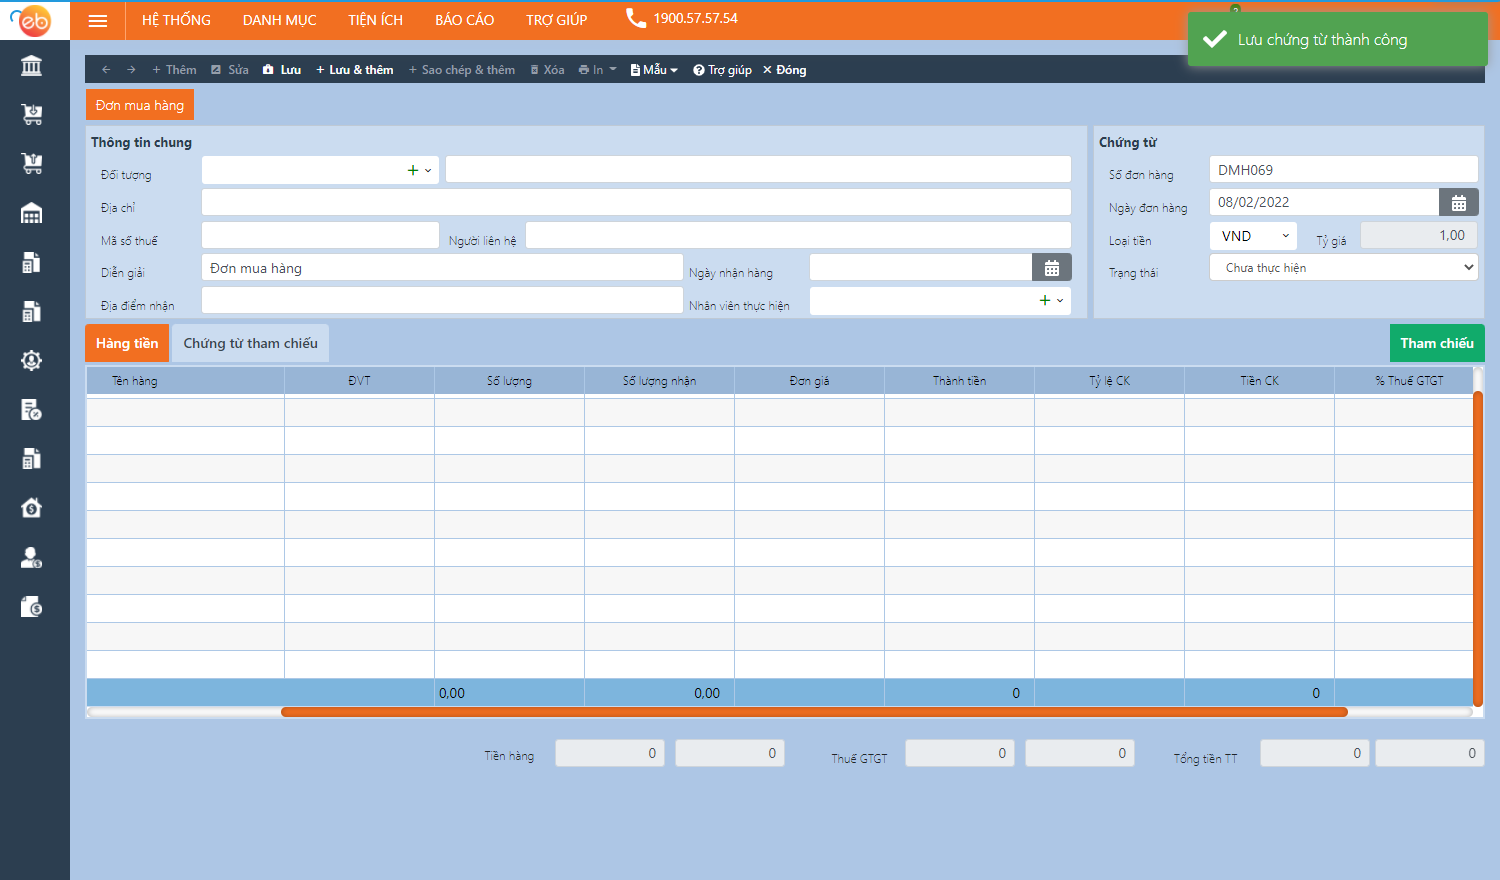 eb
HỆ THỐNG
DANH MỤC
TIỆN ÍCH
BÁO CÁO
TRỢ GIÚP
1900.57.57.54
Lưu chứng từ thành công
Thêm
Sửa
Lưu
Lưu & thêm
Sao chép & thêm
Xóa
In
Mẫu
Trợ giúp
Đóng
Đơn mua hàng
Thông tin chung
Đối tượng
Địa chỉ
Mã số thuế
Người liên hệ
Diễn giải
Đơn mua hàng
Ngày nhận hàng
Địa điểm nhận
Nhân viên thực hiện
Chứng từ
Số đơn hàng
DMH069
Ngày đơn hàng
08/02/2022
Loại tiền
VND
Tỷ giá
1,00
Trạng thái
Chưa thực hiện
Hàng tiền
Chứng từ tham chiếu
Tham chiếu
Tên hàng
ĐVT
Số lượng
Số lượng nhận
Đơn giá
Thành tiền
Tỷ lệ CK
Tiền CK
% Thuế GTGT
0,00
0,00
0
0
Tiền hàng
0
0
Thuế GTGT
0
0
Tổng tiền TT
0
0